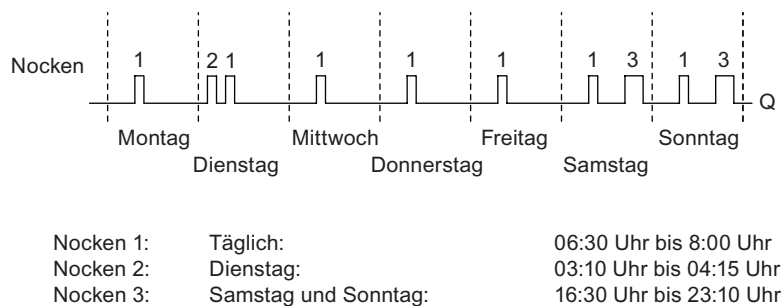 1 2 1 1 1 1 1 3 1 3
Nocken
Q
Montag Mittwoch Freitag Sonntag
Dienstag Donnerstag Samstag
Nocken 1: Täglich: 06:30 Uhr bis 8:00 Uhr
Nocken 2: Dienstag: 03:10 Uhr bis 04:15 Uhr
Nocken 3: Samstag und Sonntag: 16:30 Uhr bis 23:10 Uhr